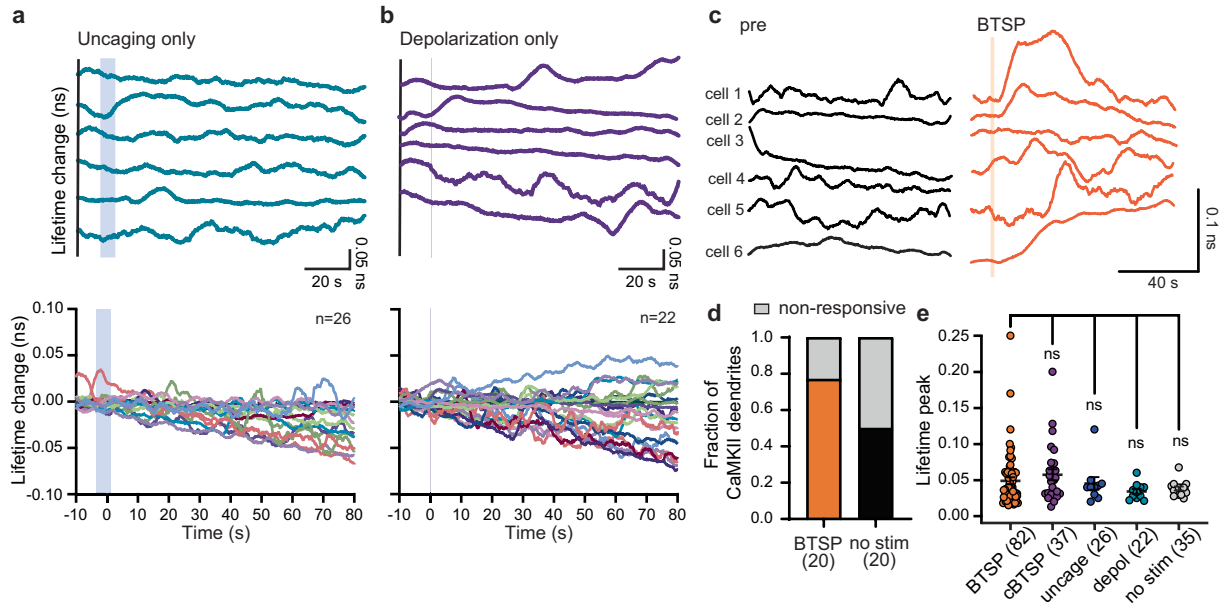 a
Uncaging only
Lifetime change (ns)
0.05 ns
20 s
0.10
0.05
0.00
-0.05
-0.10
Lifetime change (ns)
n=26
-10 0 10 20 30 40 50 60 70 80
Time (s)
b
Depolarization only
0.05 ns
20 s
n=22
-10 0 10 20 30 40 50 60 70 80
Time (s)
c
pre
BTSP
cell 1
cell 2
cell 3
cell 4
cell 5
cell 6
0.1 ns
40 s
d
non-responsive
Fraction of
CaMKII deendrites
1.0
0.8
0.6
0.4
0.2
0.0
BTSP
(20)
no stim
(20)
e
Lifetime peak
0.25
0.20
0.15
0.10
0.05
0.00
ns
ns
ns
ns
BTSP (82)
cBTSP (37)
uncage (26)
depol (22)
no stim (35)